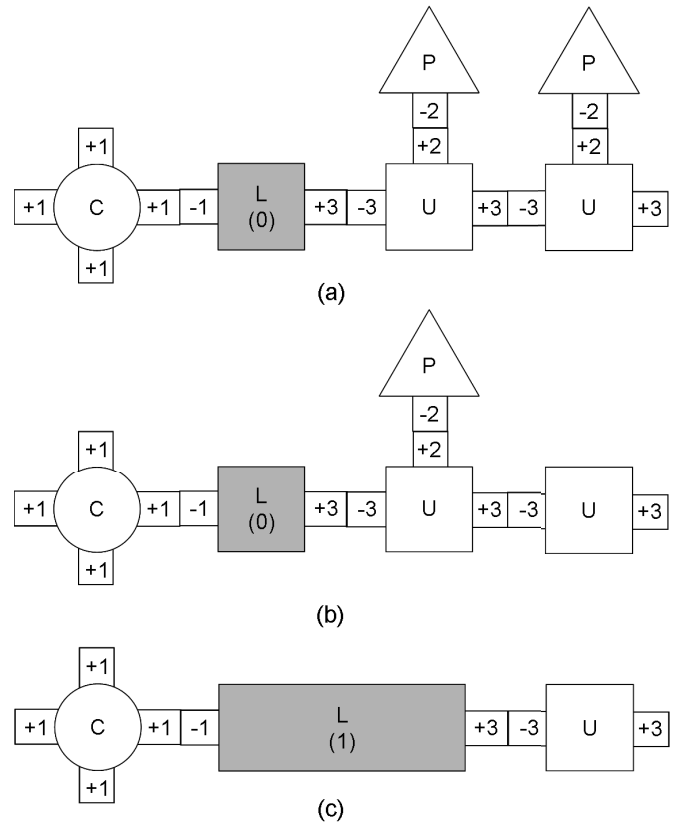 P P
-2 -2
+1 +2 +2
+1 C +1 -1 L (0) +3 -3 U +3 -3 U +3
+1
(a)
P
-2
+1 +2
+1 C +1 -1 L (0) +3 -3 U +3 -3 U +3
+1
(b)
+1
+1 C +1 -1 L (1) +3 -3 U +3
+1
(c)